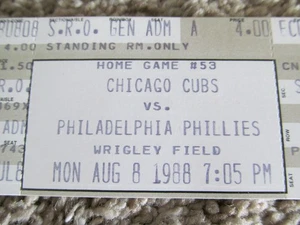 0808 S.R.O. GEN ADM A 4.00
4.00 STANDING RM.ONLY
HOME GAME #53
CHICAGO CUBS
VS.
PHILADELPHIA PHILLIES
WRIGLEY FIELD
MON AUG 8 1988 7:05 PM